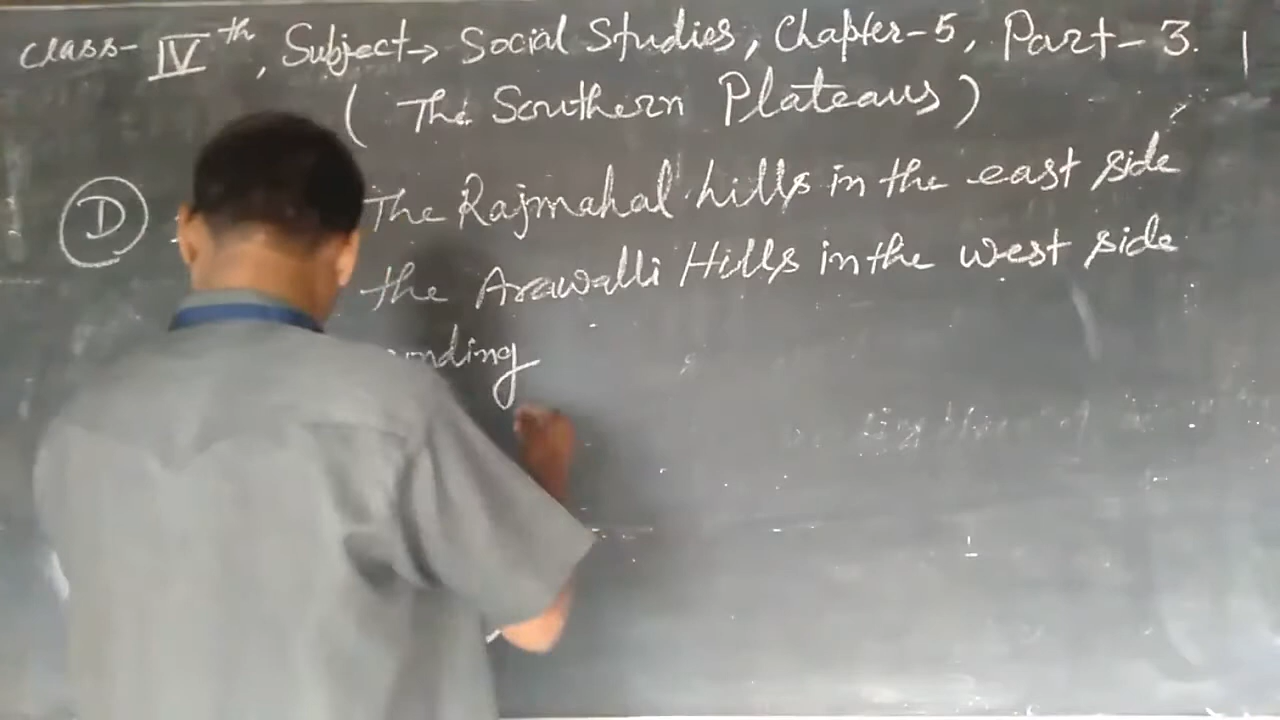 class- IVth, Subject→ Social Studies, Chapter-5, Part-3.
(The Southern Plateaus)
D The Rajmahal hills in the east side
the Arawalli Hills in the west side